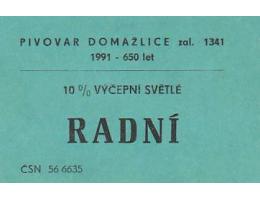 PIVOVAR DOMAŽLICE zal. 1341
1991 - 650 let
10 % VÝČEPNÍ SVĚTLÉ
RADNÍ
ČSN 56 6635